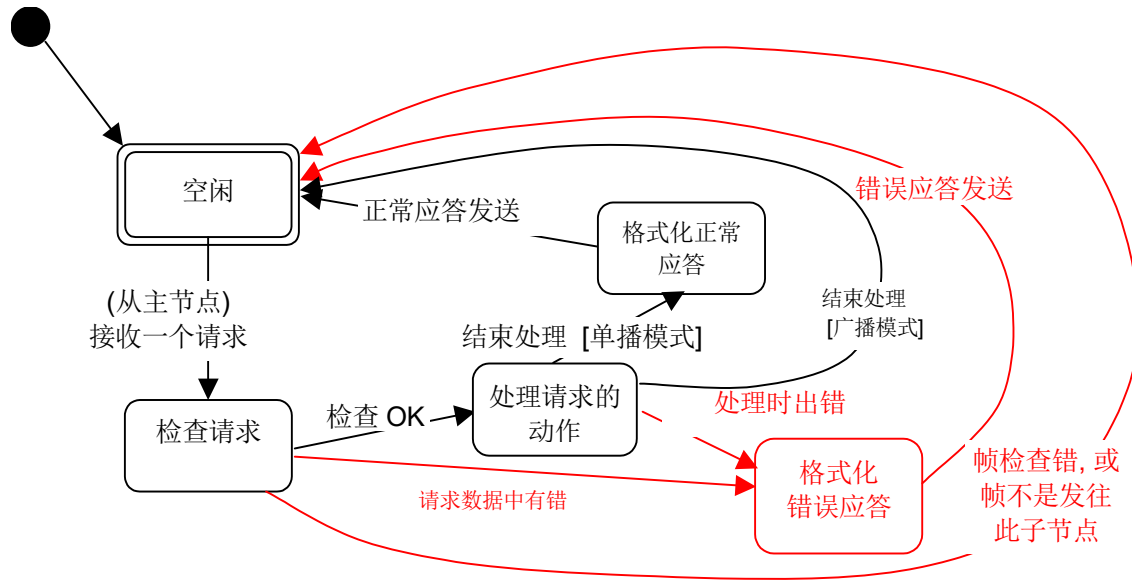 空闲
正常应答发送
错误应答发送
格式化正常
应答
(从主节点)
接收一个请求
结束处理 [单播模式]
结束处理
[广播模式]
检查请求
检查 OK
处理请求的
动作
处理时出错
请求数据中有错
格式化
错误应答
帧检查错, 或
帧不是发往
此子节点